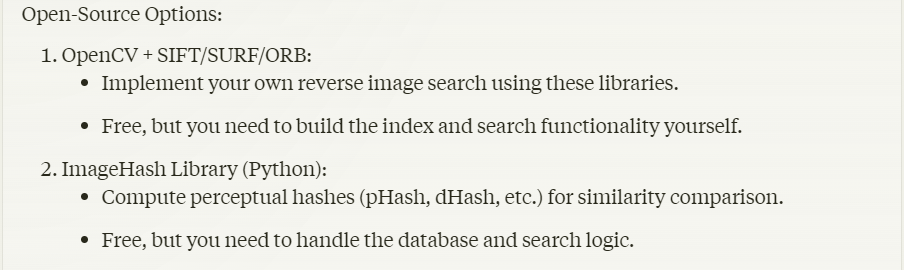 Open-Source Options:
1. OpenCV + SIFT/SURF/ORB:
• Implement your own reverse image search using these libraries.
• Free, but you need to build the index and search functionality yourself.
2. ImageHash Library (Python):
• Compute perceptual hashes (pHash, dHash, etc.) for similarity comparison.
• Free, but you need to handle the database and search logic.